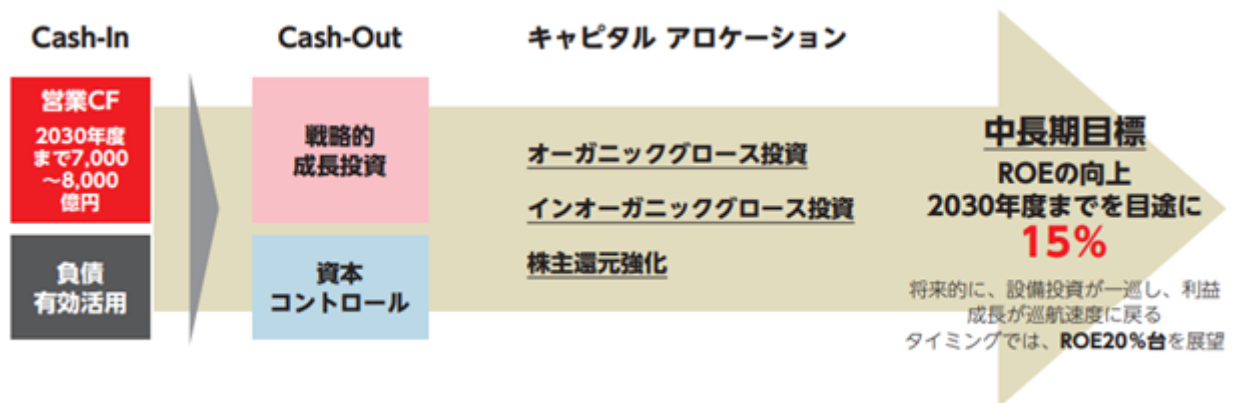 Cash-In
Cash-Out
キャピタル アロケーション
営業CF
2030年度
まで7,000
～8,000
億円
負債
有効活用
戦略的
成長投資
資本
コントロール
オーガニックグロース投資
インオーガニックグロース投資
株主還元強化
中長期目標
ROEの向上
2030年度までを目途に
15%
将来的に、設備投資が一巡し、利益
成長が巡航速度に戻る
タイミングでは、ROE20%台を展望